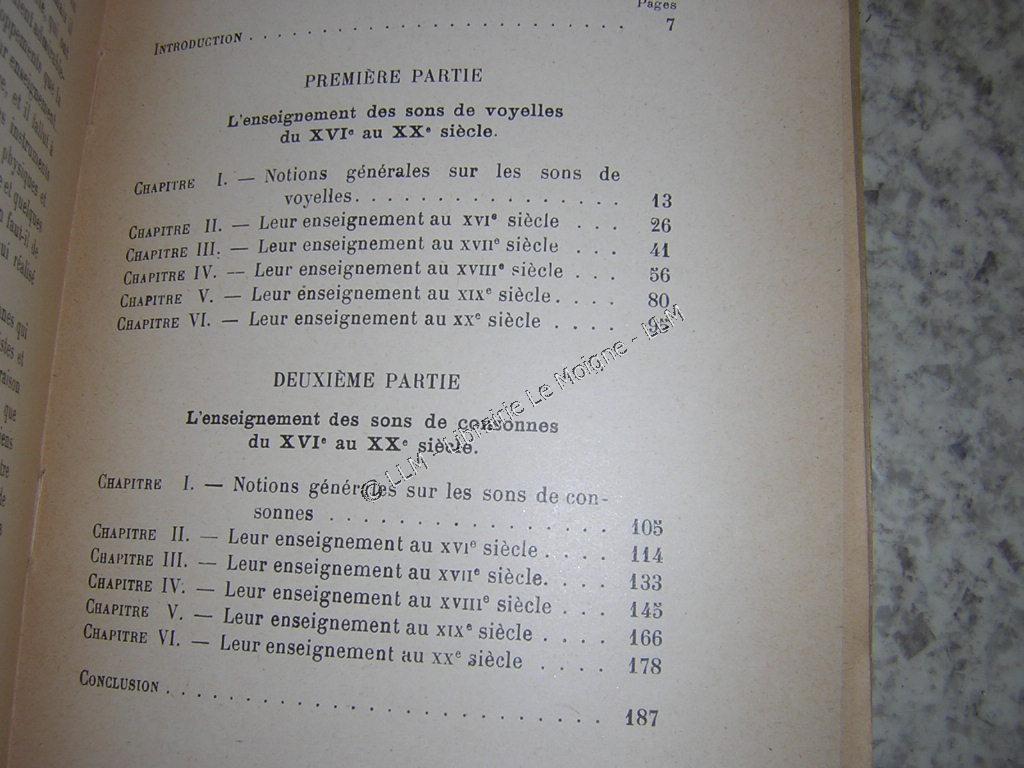 Pages
Introduction . . . . . . . . . . . . . . . . . . . . . . . . 7
PREMIÈRE PARTIE
L'enseignement des sons de voyelles
du XVIe au XXe siècle.
Chapitre I. — Notions générales sur les sons de
voyelles. . . . . . . . . . . . . . . . 13
Chapitre II. — Leur enseignement au XVIe siècle . . . 26
Chapitre III. — Leur enseignement au XVIIe siècle . . . 41
Chapitre IV. — Leur enseignement au XVIIIe siècle . . . 56
Chapitre V. — Leur enseignement au XIXe siècle. . . . 80
Chapitre VI. — Leur enseignement au XXe siècle . . . .
DEUXIÈME PARTIE
L'enseignement des sons de consonnes
du XVIe au XXe siècle.
Chapitre I. — Notions générales sur les sons de con-
sonnes . . . . . . . . . . . . . . . . . 105
Chapitre II. — Leur enseignement au XVIe siècle . . . . 114
Chapitre III. — Leur enseignement au XVIIe siècle. . . . 133
Chapitre IV. — Leur enseignement au XVIIIe siècle . . . 145
Chapitre V. — Leur enseignement au XIXe siècle . . . . 166
Chapitre VI. — Leur enseignement au XXe siècle . . . . 178
Conclusion . . . . . . . . . . . . . . . . . . . . . . . . . 187
© LLM - Librairie Le Moigne - LLM